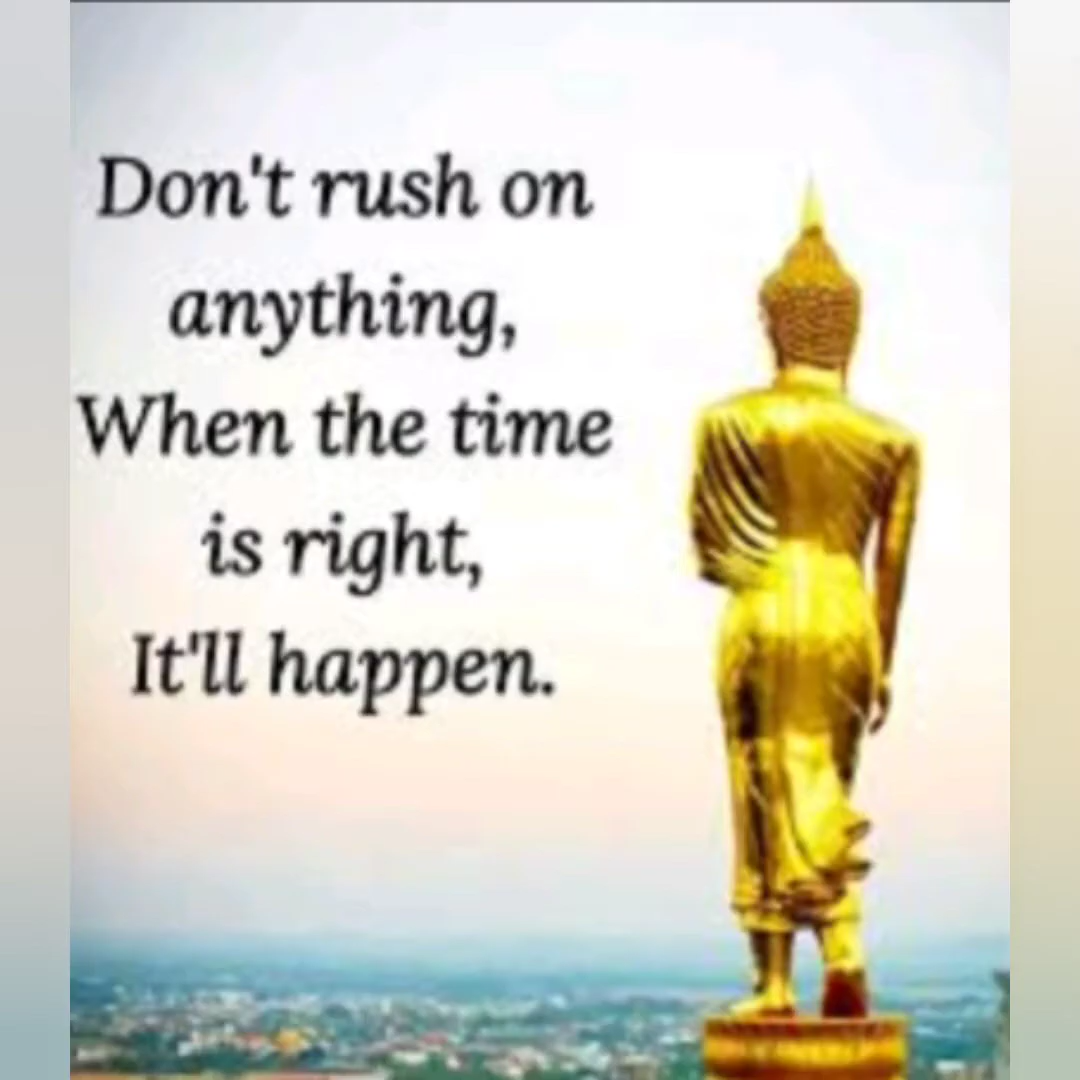 Don't rush on
anything,
When the time
is right,
It'll happen.